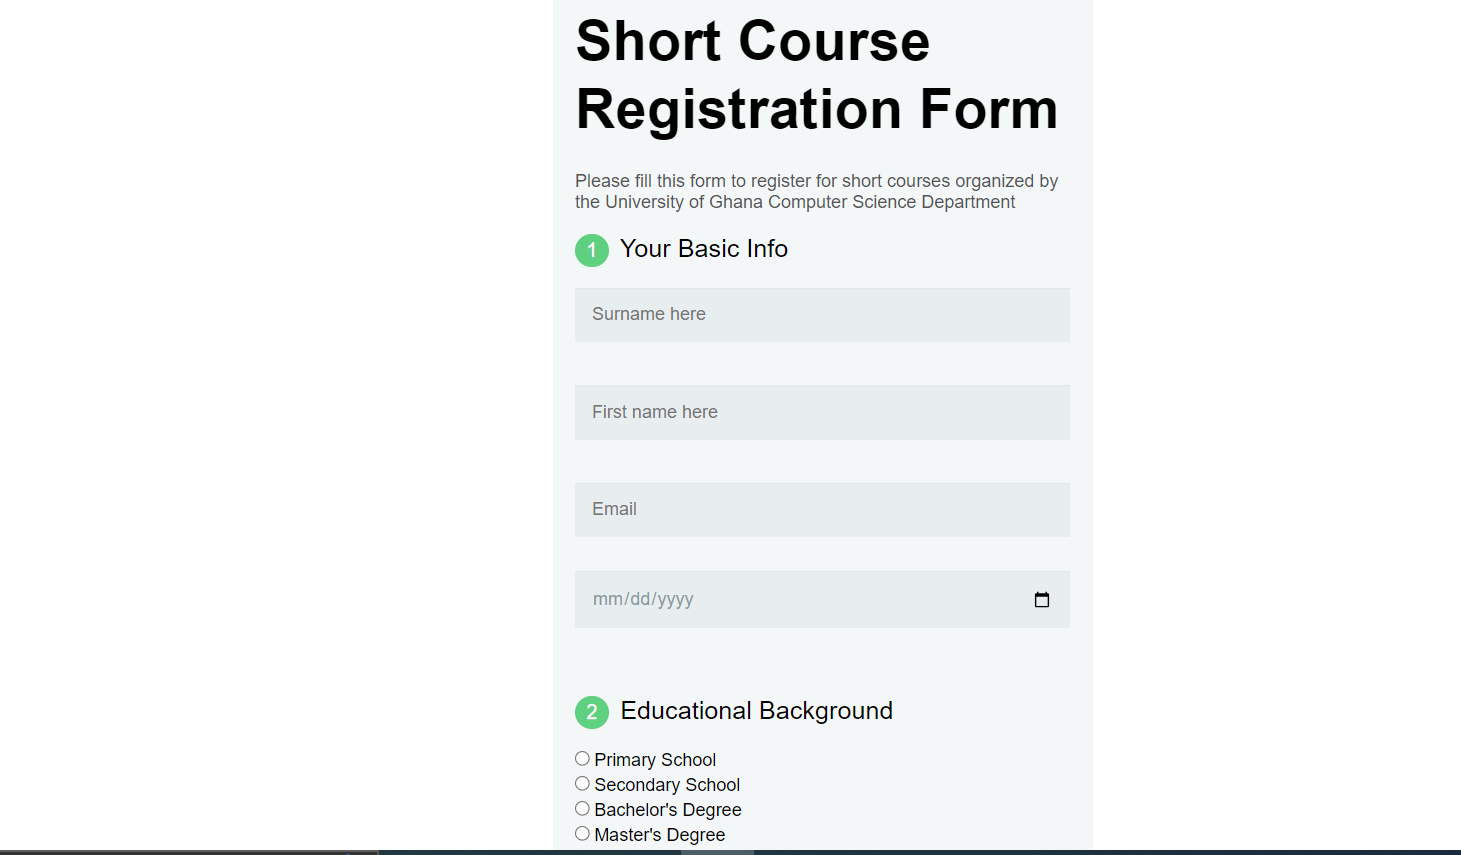 Short Course
Registration Form
Please fill this form to register for short courses organized by
the University of Ghana Computer Science Department
1 Your Basic Info
Surname here
First name here
Email
mm/dd/yyyy
2 Educational Background
Primary School
Secondary School
Bachelor's Degree
Master's Degree